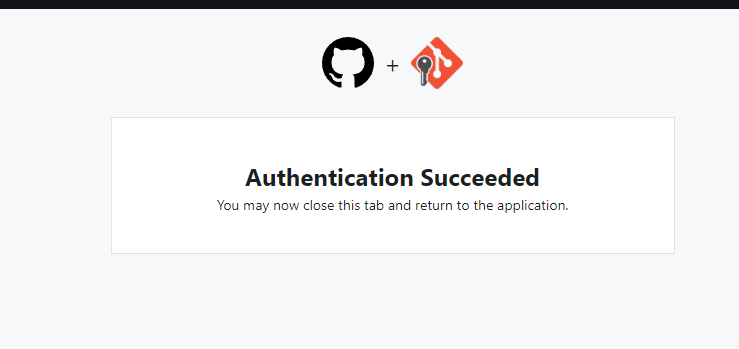 +
Authentication Succeeded
You may now close this tab and return to the application.